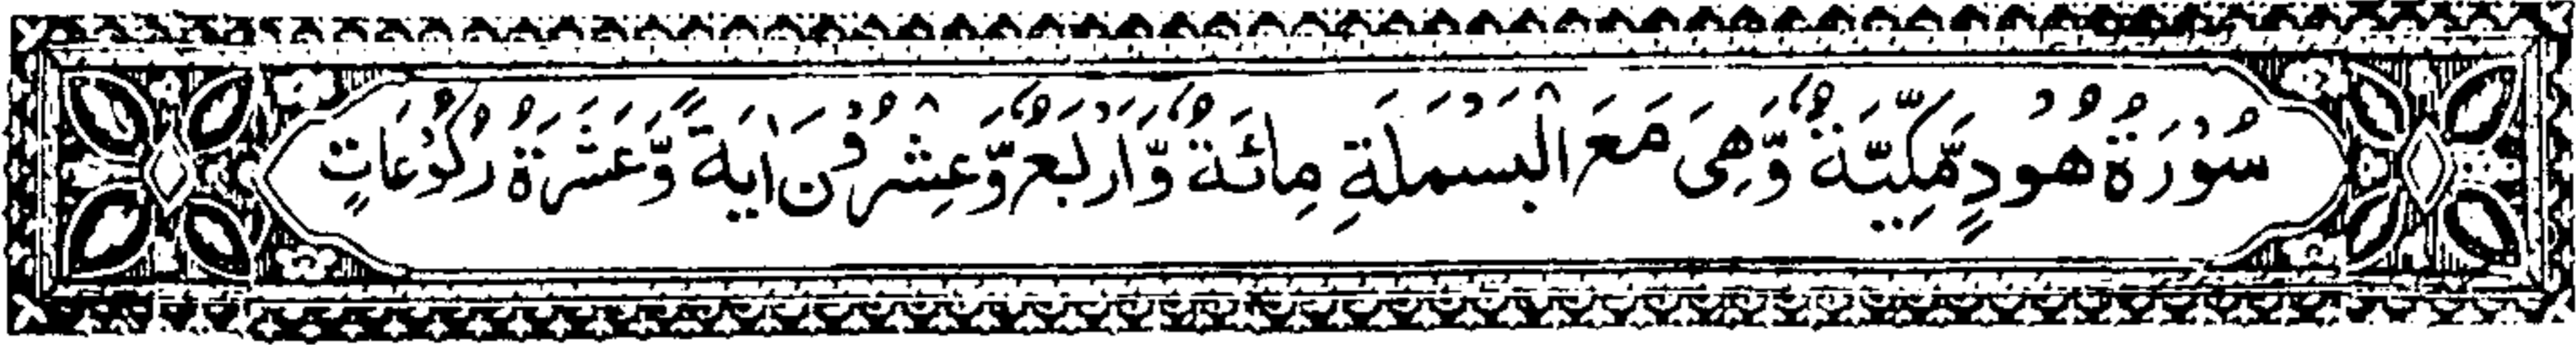 سُوْرَةُ هُوْدٍ مَّكِّيَّةٌ وَّهِىَ مَعَ الْبَسْمَلَةِ مِائَةٌ وَّاَرْبَعٌ وَّعِشْرُوْنَ اٰيَةً وَّعَشَرَةُ رُكُوْعَاتٍ